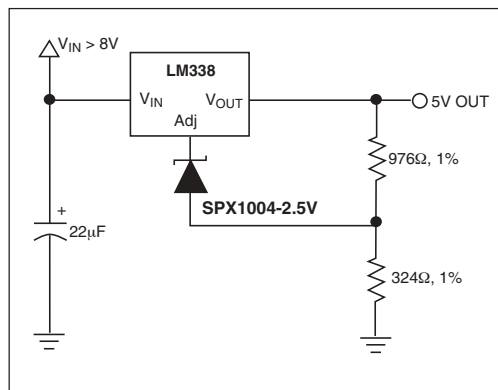 V_IN > 8V
LM338
V_IN V_OUT
Adj
5V OUT
976Ω, 1%
SPX1004-2.5V
+
22μF
324Ω, 1%